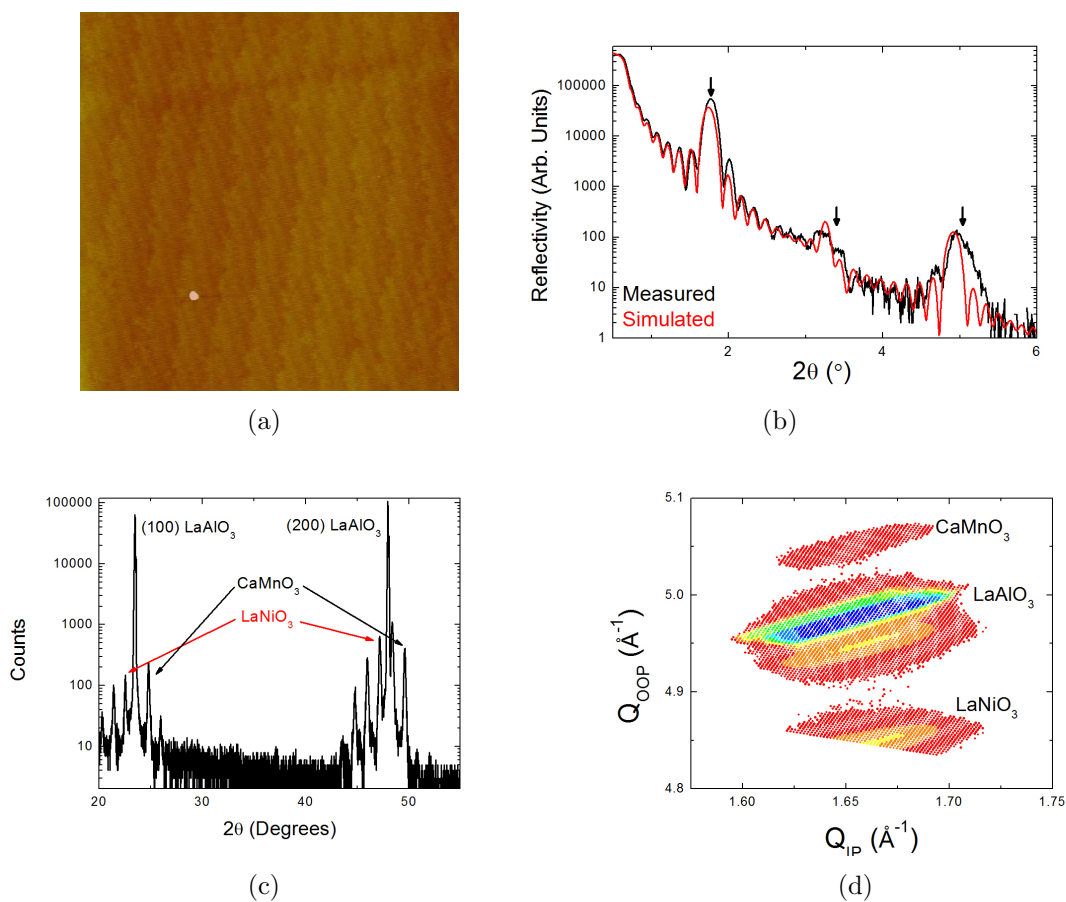 (a)
100000
10000
1000
100
10
1
Reflectivity (Arb. Units)
Measured
Simulated
2
4
6
2θ (°)
(b)
100000
10000
1000
100
10
Counts
(100) LaAlO₃
(200) LaAlO₃
CaMnO₃
LaNiO₃
20
30
40
50
2θ (Degrees)
(c)
5.1
5.0
4.9
4.8
Q_OOP (Å⁻¹)
CaMnO₃
LaAlO₃
LaNiO₃
1.60
1.65
1.70
1.75
Q_IP (Å⁻¹)
(d)